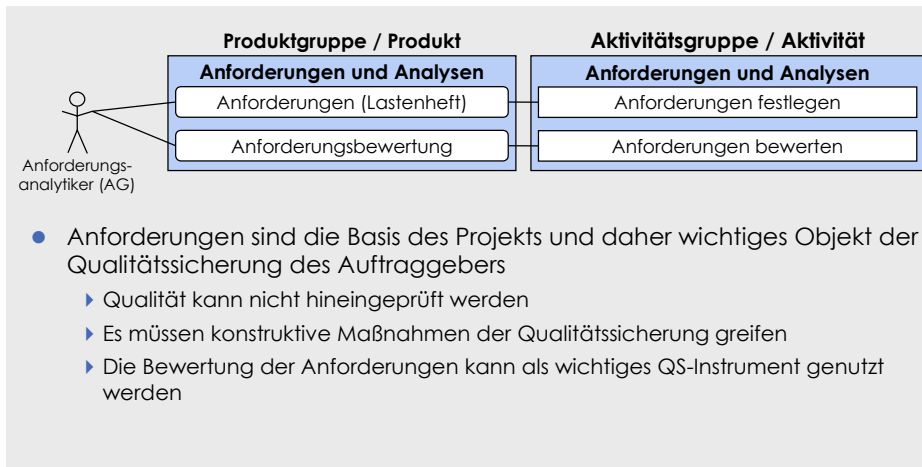 Produktgruppe / Produkt
Aktivitätsgruppe / Aktivität
Anforderungen und Analysen
Anforderungen und Analysen
Anforderungen (Lastenheft)
Anforderungen festlegen
Anforderungsbewertung
Anforderungen bewerten
Anforderungs-
analytiker (AG)
Anforderungen sind die Basis des Projekts und daher wichtiges Objekt der
Qualitätssicherung des Auftraggebers
Qualität kann nicht hineingeprüft werden
Es müssen konstruktive Maßnahmen der Qualitätssicherung greifen
Die Bewertung der Anforderungen kann als wichtiges QS-Instrument genutzt
werden